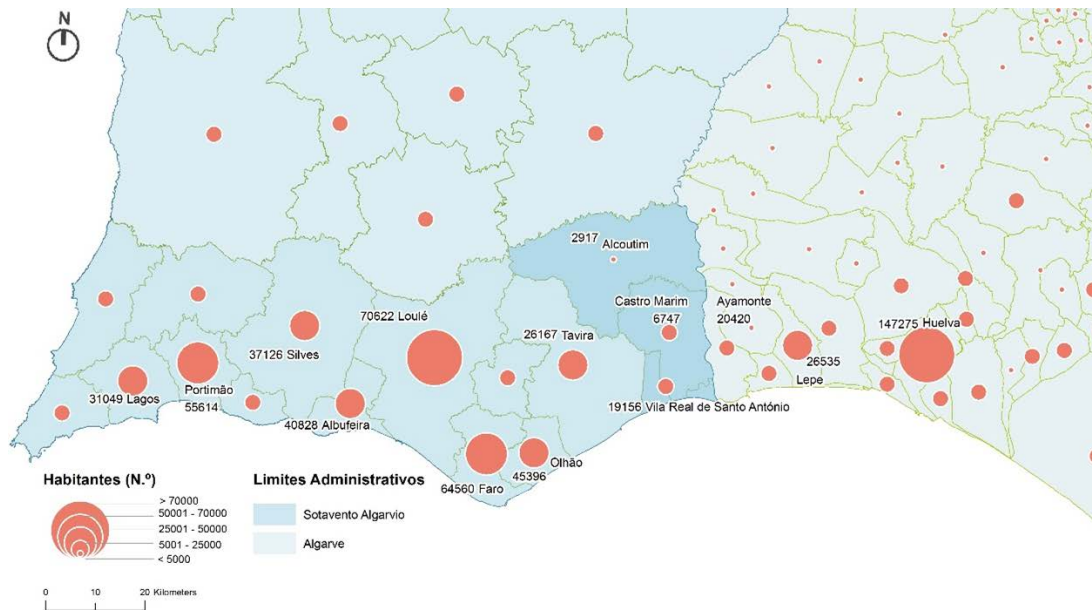 N
2917 Alcoutim
Castro Marim
6747
Ayamonte
20420
70622 Loulé
26167 Tavira
147275 Huelva
37126 Silves
26535
Lepe
Portimão
55614
31049 Lagos
40828 Albufeira
19156 Vila Real de Santo António
Olhão
45396
64560 Faro
Habitantes (N.º)
> 70000
50001 - 70000
25001 - 50000
5001 - 25000
< 5000
Limites Administrativos
Sotavento Algarvio
Algarve
0 10 20 Kilometers